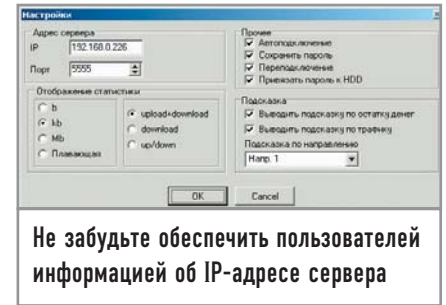 Настройки
Адрес сервера
IP 192.168.0.226
Порт 5555
Отображение статистики
b
kb
Mb
Плавающая
upload+download
download
up/down
Прочее
Автоподключение
Сохранить пароль
Переподключение
Привязать пароль к HDD
Подсказка
Выводить подсказку по остатку денег
Выводить подсказку по трафику
Подсказка по направлению
Напр. 1
OK
Cancel
Не забудьте обеспечить пользователей
информацией об IP-адресе сервера